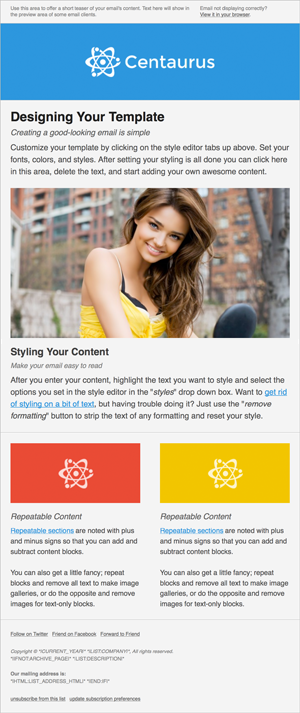 Use this area to offer a short teaser of your email's content. Text here will show in
the preview area of some email clients.
Email not displaying correctly?
View it in your browser.
Centaurus
Designing Your Template
Creating a good-looking email is simple
Customize your template by clicking on the style editor tabs up above. Set your
fonts, colors, and styles. After setting your styling is all done you can click here
in this area, delete the text, and start adding your own awesome content.
Styling Your Content
Make your email easy to read
After you enter your content, highlight the text you want to style and select the
options you set in the style editor in the "styles" drop down box. Want to get rid
of styling on a bit of text, but having trouble doing it? Just use the "remove
formatting" button to strip the text of any formatting and reset your style.
Repeatable Content
Repeatable sections are noted with plus
and minus signs so that you can add and
subtract content blocks.
You can also get a little fancy; repeat
blocks and remove all text to make image
galleries, or do the opposite and remove
images for text-only blocks.
Repeatable Content
Repeatable sections are noted with plus
and minus signs so that you can add and
subtract content blocks.
You can also get a little fancy; repeat
blocks and remove all text to make image
galleries, or do the opposite and remove
images for text-only blocks.
Follow on Twitter Friend on Facebook Forward to Friend
Copyright © *|CURRENT_YEAR|* *|LIST:COMPANY|*, All rights reserved.
*|IFNOT:ARCHIVE_PAGE|* *|LIST:DESCRIPTION|*
Our mailing address is:
*|HTML:LIST_ADDRESS_HTML|* *|END:IF|*
unsubscribe from this list update subscription preferences